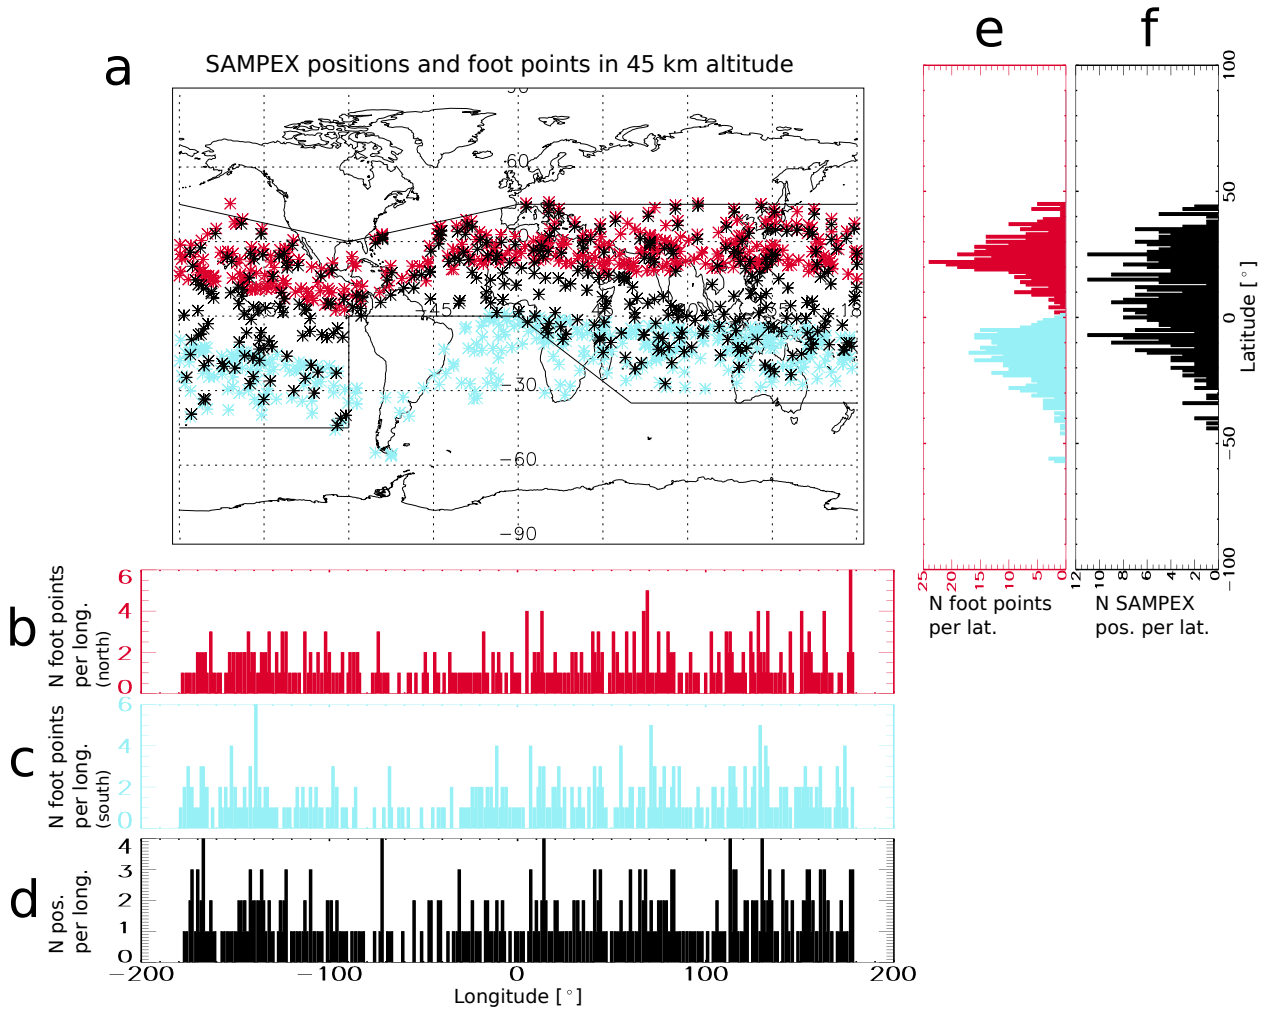 a
SAMPEX positions and foot points in 45 km altitude
90
60
-45
45
18
-30
-60
-90
e
f
100
50
0
-50
-100
Latitude [°]
25
20
15
10
5
0
12
10
8
6
4
2
0
N foot points
per lat.
N SAMPEX
pos. per lat.
b
N foot points
per long.
(north)
6
4
2
0
c
N foot points
per long.
(south)
6
4
2
0
d
N pos.
per long.
4
3
2
1
0
-200
-100
0
100
200
Longitude [°]